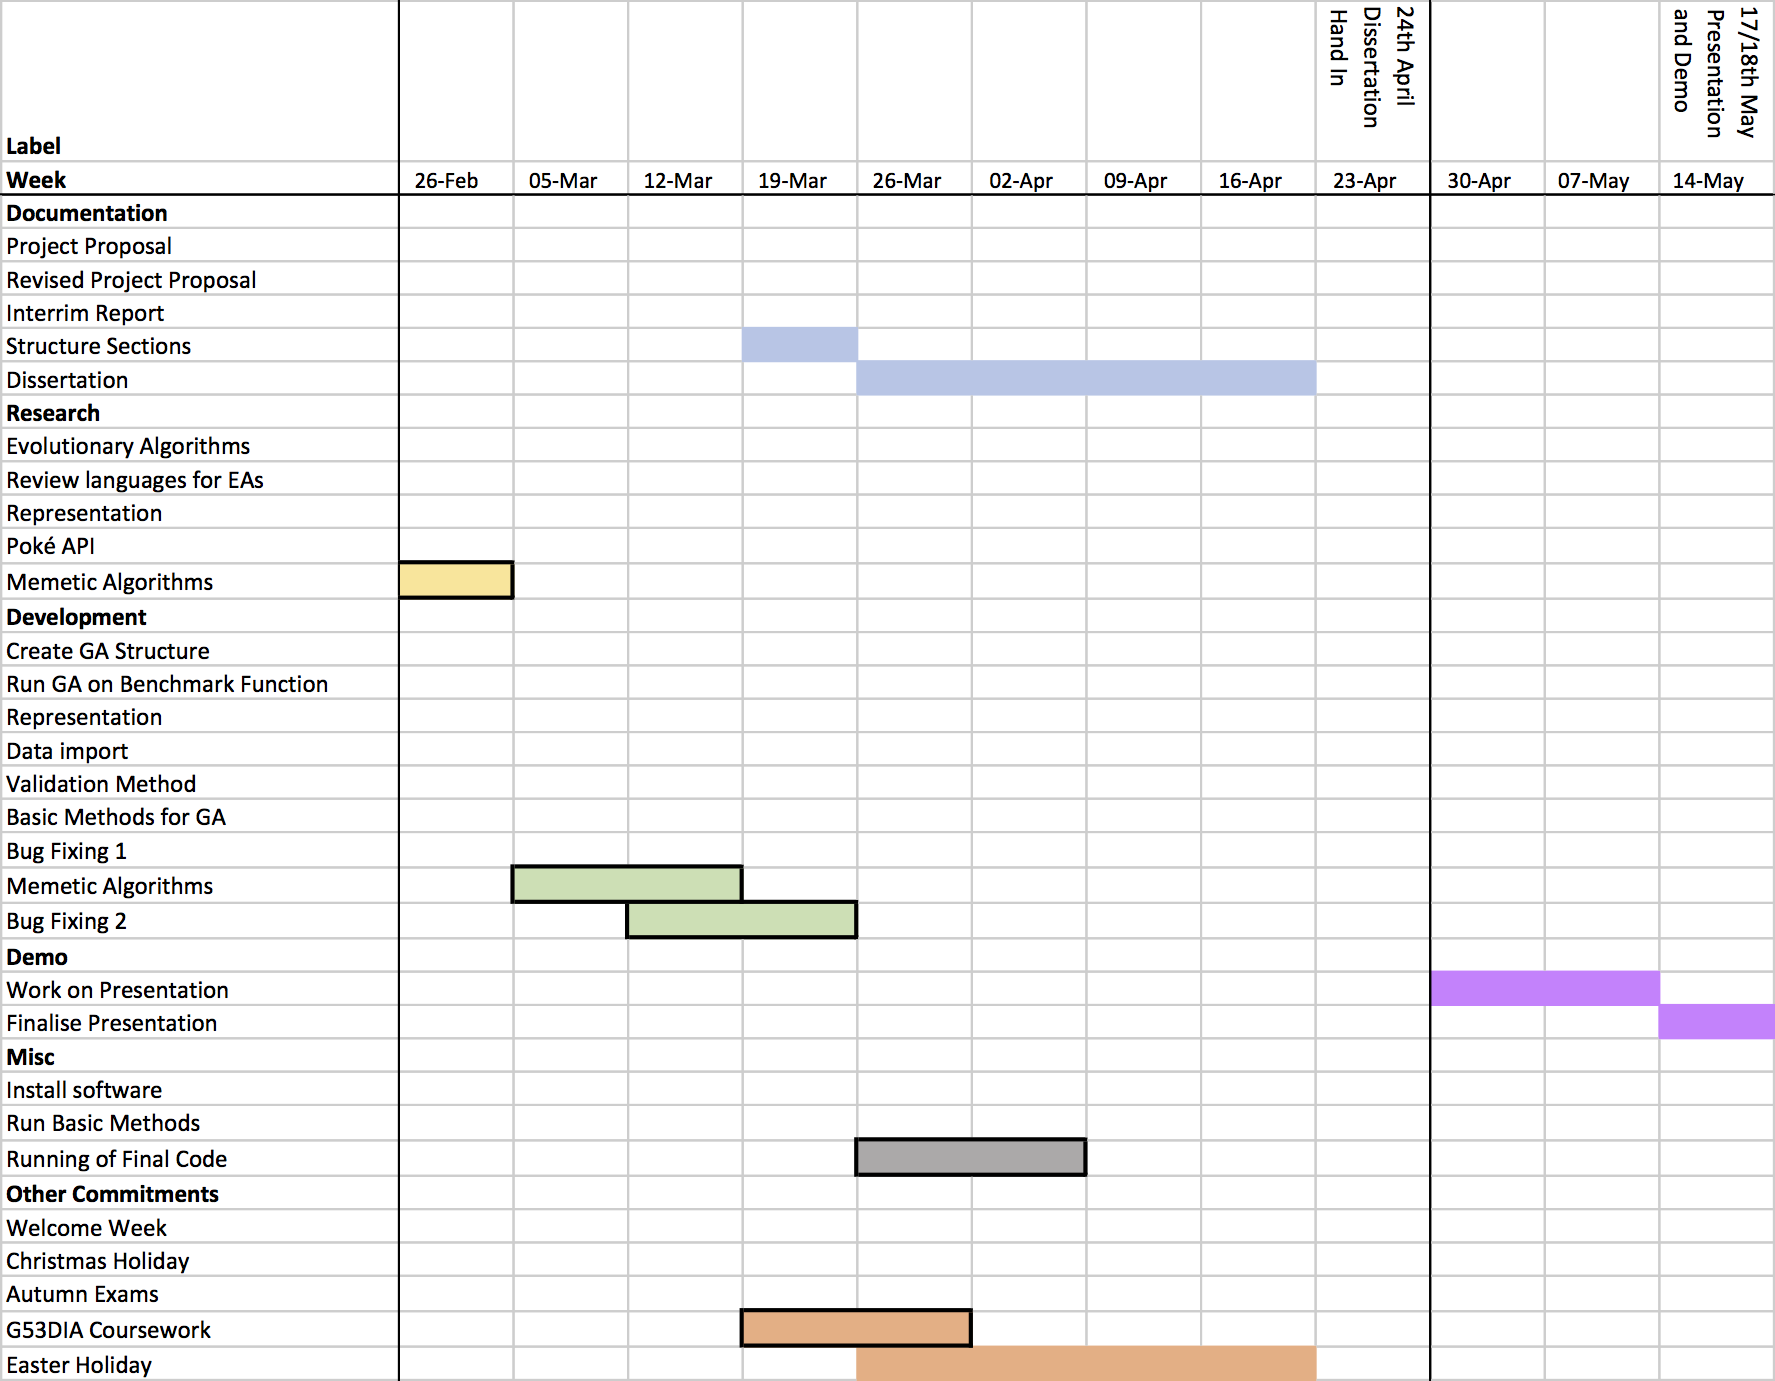 24th April
Dissertation
Hand In
17/18th May
Presentation
and Demo
Label
Week 26-Feb 05-Mar 12-Mar 19-Mar 26-Mar 02-Apr 09-Apr 16-Apr 23-Apr 30-Apr 07-May 14-May
Documentation
Project Proposal
Revised Project Proposal
Interrim Report
Structure Sections
Dissertation
Research
Evolutionary Algorithms
Review languages for EAs
Representation
Poké API
Memetic Algorithms
Development
Create GA Structure
Run GA on Benchmark Function
Representation
Data import
Validation Method
Basic Methods for GA
Bug Fixing 1
Memetic Algorithms
Bug Fixing 2
Demo
Work on Presentation
Finalise Presentation
Misc
Install software
Run Basic Methods
Running of Final Code
Other Commitments
Welcome Week
Christmas Holiday
Autumn Exams
G53DIA Coursework
Easter Holiday